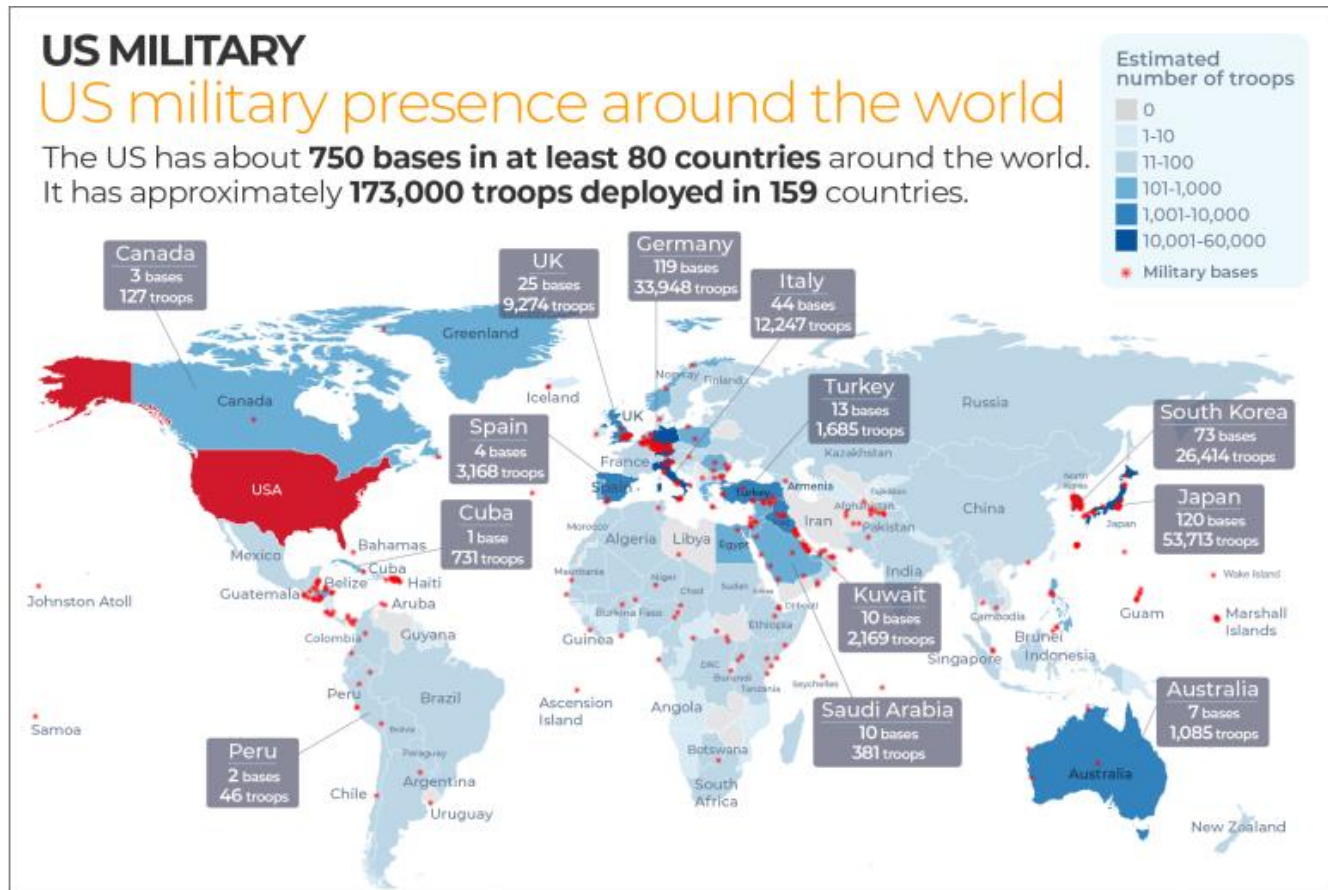 US MILITARY
US military presence around the world
The US has about 750 bases in at least 80 countries around the world.
It has approximately 173,000 troops deployed in 159 countries.
Estimated
number of troops
0
1-10
11-100
101-1,000
1,001-10,000
10,001-60,000
Military bases
Canada
3 bases
127 troops
UK
25 bases
9,274 troops
Germany
119 bases
33,948 troops
Italy
44 bases
12,247 troops
Turkey
13 bases
1,685 troops
South Korea
73 bases
26,414 troops
Japan
120 bases
53,713 troops
Spain
4 bases
3,168 troops
Cuba
1 base
731 troops
Kuwait
10 bases
2,169 troops
Saudi Arabia
10 bases
381 troops
Australia
7 bases
1,085 troops
Peru
2 bases
46 troops
Greenland
Canada
Iceland
Norway
Finland
Russia
UK
France
Spain
Turkey
Kazakhstan
Armenia
Tajikistan
Afghanistan
Pakistan
Iran
China
North
Korea
Japan
USA
Mexico
Bahamas
Cuba
Haiti
Belize
Guatemala
Aruba
Colombia
Guyana
Peru
Brazil
Bolivia
Paraguay
Argentina
Chile
Uruguay
Johnston Atoll
Samoa
Morocco
Algeria
Libya
Egypt
Mauritania
Niger
Chad
Sudan
Burkina Faso
Guinea
Djibouti
Ethiopia
DRC
Burundi
Tanzania
Seychelles
Angola
Botswana
South
Africa
Ascension
Island
India
Cambodia
Brunei
Singapore
Indonesia
Guam
Wake Island
Marshall
Islands
Australia
New Zealand